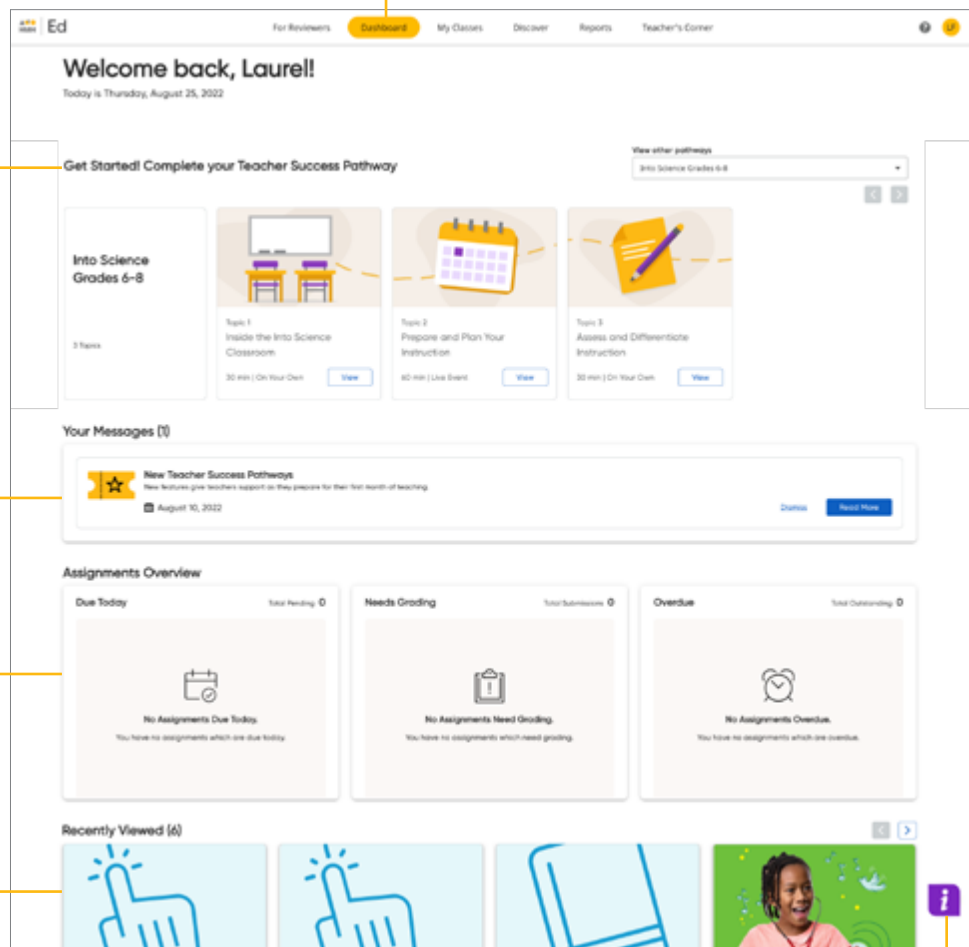 HMH Ed
For Reviewers Dashboard My Classes Discover Reports Teacher's Corner ? LF
Welcome back, Laurel!
Today is Thursday, August 25, 2022
Get Started! Complete your Teacher Success Pathway
View other pathways
Into Science Grades 6-8
Into Science
Grades 6-8
3 Topics
Topic 1
Inside the Into Science
Classroom
30 min | On Your Own View
Topic 2
Prepare and Plan Your
Instruction
60 min | Live Event View
Topic 3
Assess and Differentiate
Instruction
30 min | On Your Own View
Your Messages (1)
New Teacher Success Pathways
New features give teachers support as they prepare for their first month of teaching.
August 10, 2022
Dismiss Read More
Assignments Overview
Due Today Total Pending 0
No Assignments Due Today.
You have no assignments which are due today.
Needs Grading Total Submissions 0
No Assignments Need Grading.
You have no assignments which need grading.
Overdue Total Outstanding 0
No Assignments Overdue.
You have no assignments which are overdue.
Recently Viewed (6)
i